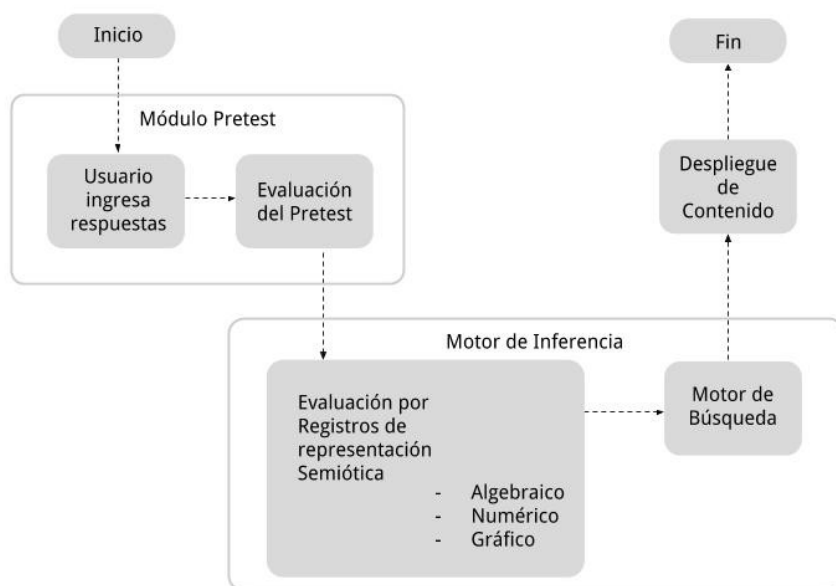 Inicio
Módulo Pretest
Usuario
ingresa
respuestas
Evaluación
del Pretest
Motor de Inferencia
Evaluación por
Registros de
representación
Semiótica
- Algebraico
- Numérico
- Gráfico
Motor de
Búsqueda
Despliegue
de
Contenido
Fin